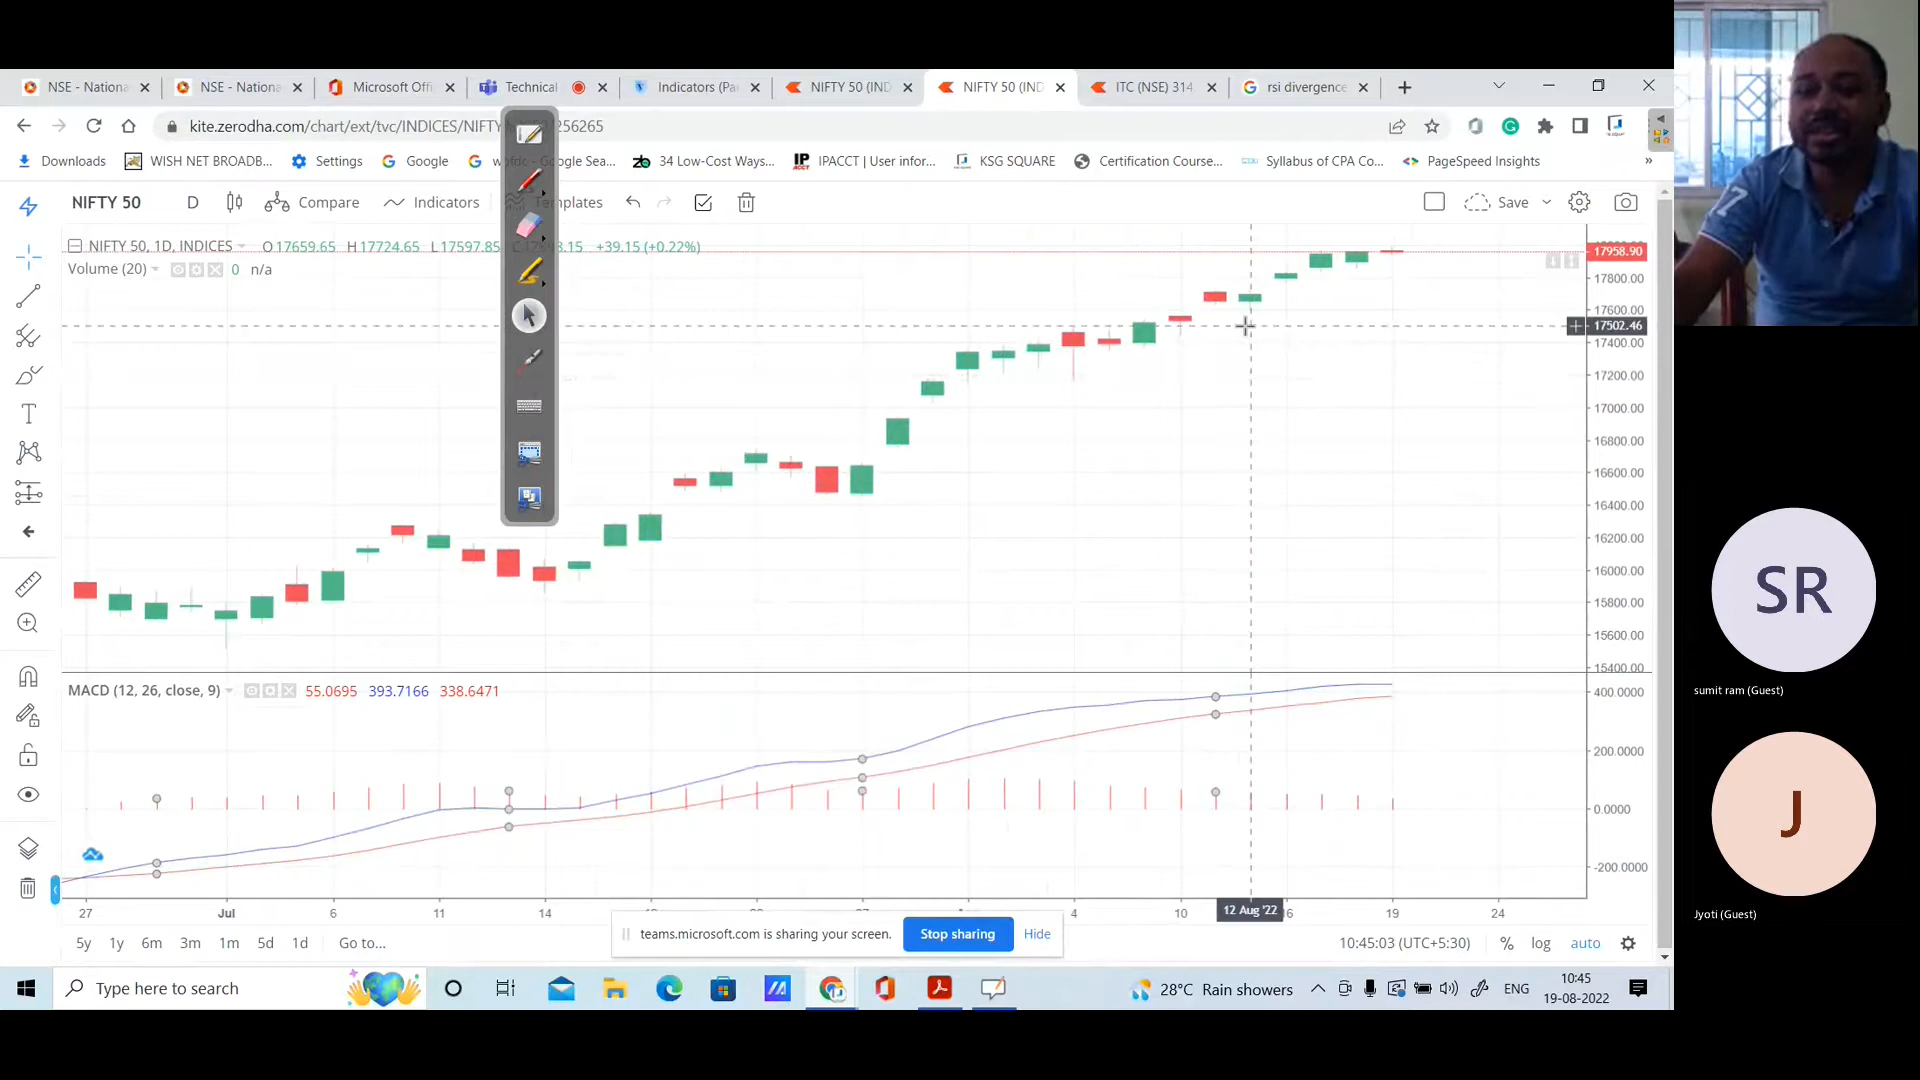 NSE - Nationa
NSE - Nationa
Microsoft Offi
Technical
Indicators (Pa
NIFTY 50 (IND
NIFTY 50 (IND
ITC (NSE) 314
rsi divergence
kite.zerodha.com/chart/ext/tvc/INDICES/NIFTY 256265
Downloads
WISH NET BROADB...
Settings
Google
Google Sea...
34 Low-Cost Ways...
IPACCT | User infor...
KSG SQUARE
Certification Course...
Syllabus of CPA Co...
PageSpeed Insights
NIFTY 50
D
Compare
Indicators
Templates
Save
NIFTY 50, 1D, INDICES
O17659.65 H17724.65 L17597.85 +39.15 (+0.22%)
Volume (20)
0 n/a
17958.90
17800.00
17600.00
17502.46
17400.00
17200.00
17000.00
16800.00
16600.00
16400.00
16200.00
16000.00
15800.00
15600.00
15400.00
MACD (12, 26, close, 9)
55.0695 393.7166 338.6471
400.0000
200.0000
0.0000
-200.0000
27
Jul
6
11
14
4
10
12 Aug '22
19
24
teams.microsoft.com is sharing your screen.
Stop sharing
Hide
5y
1y
6m
3m
1m
5d
1d
Go to...
10:45:03 (UTC+5:30)
%
log
auto
Type here to search
28°C Rain showers
ENG
10:45
19-08-2022
SR
sumit ram (Guest)
J
Jyoti (Guest)